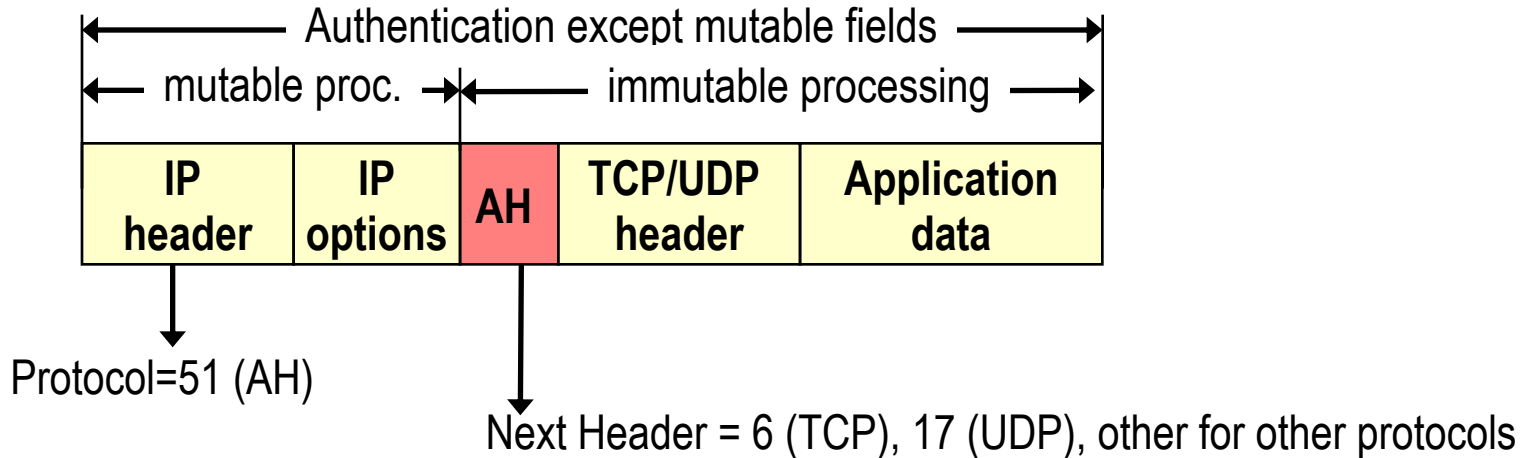 Authentication except mutable fields
mutable proc.
immutable processing
IP header
IP options
AH
TCP/UDP header
Application data
Protocol=51 (AH)
Next Header = 6 (TCP), 17 (UDP), other for other protocols